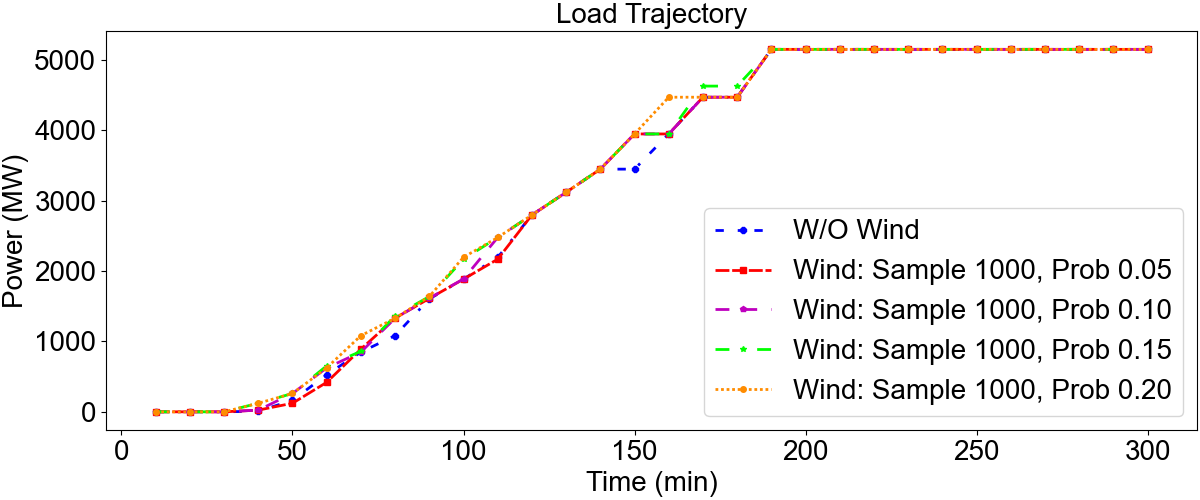 Load Trajectory
Power (MW)
5000
4000
3000
2000
1000
0
0 50 100 150 200 250 300
Time (min)
W/O Wind
Wind: Sample 1000, Prob 0.05
Wind: Sample 1000, Prob 0.10
Wind: Sample 1000, Prob 0.15
Wind: Sample 1000, Prob 0.20